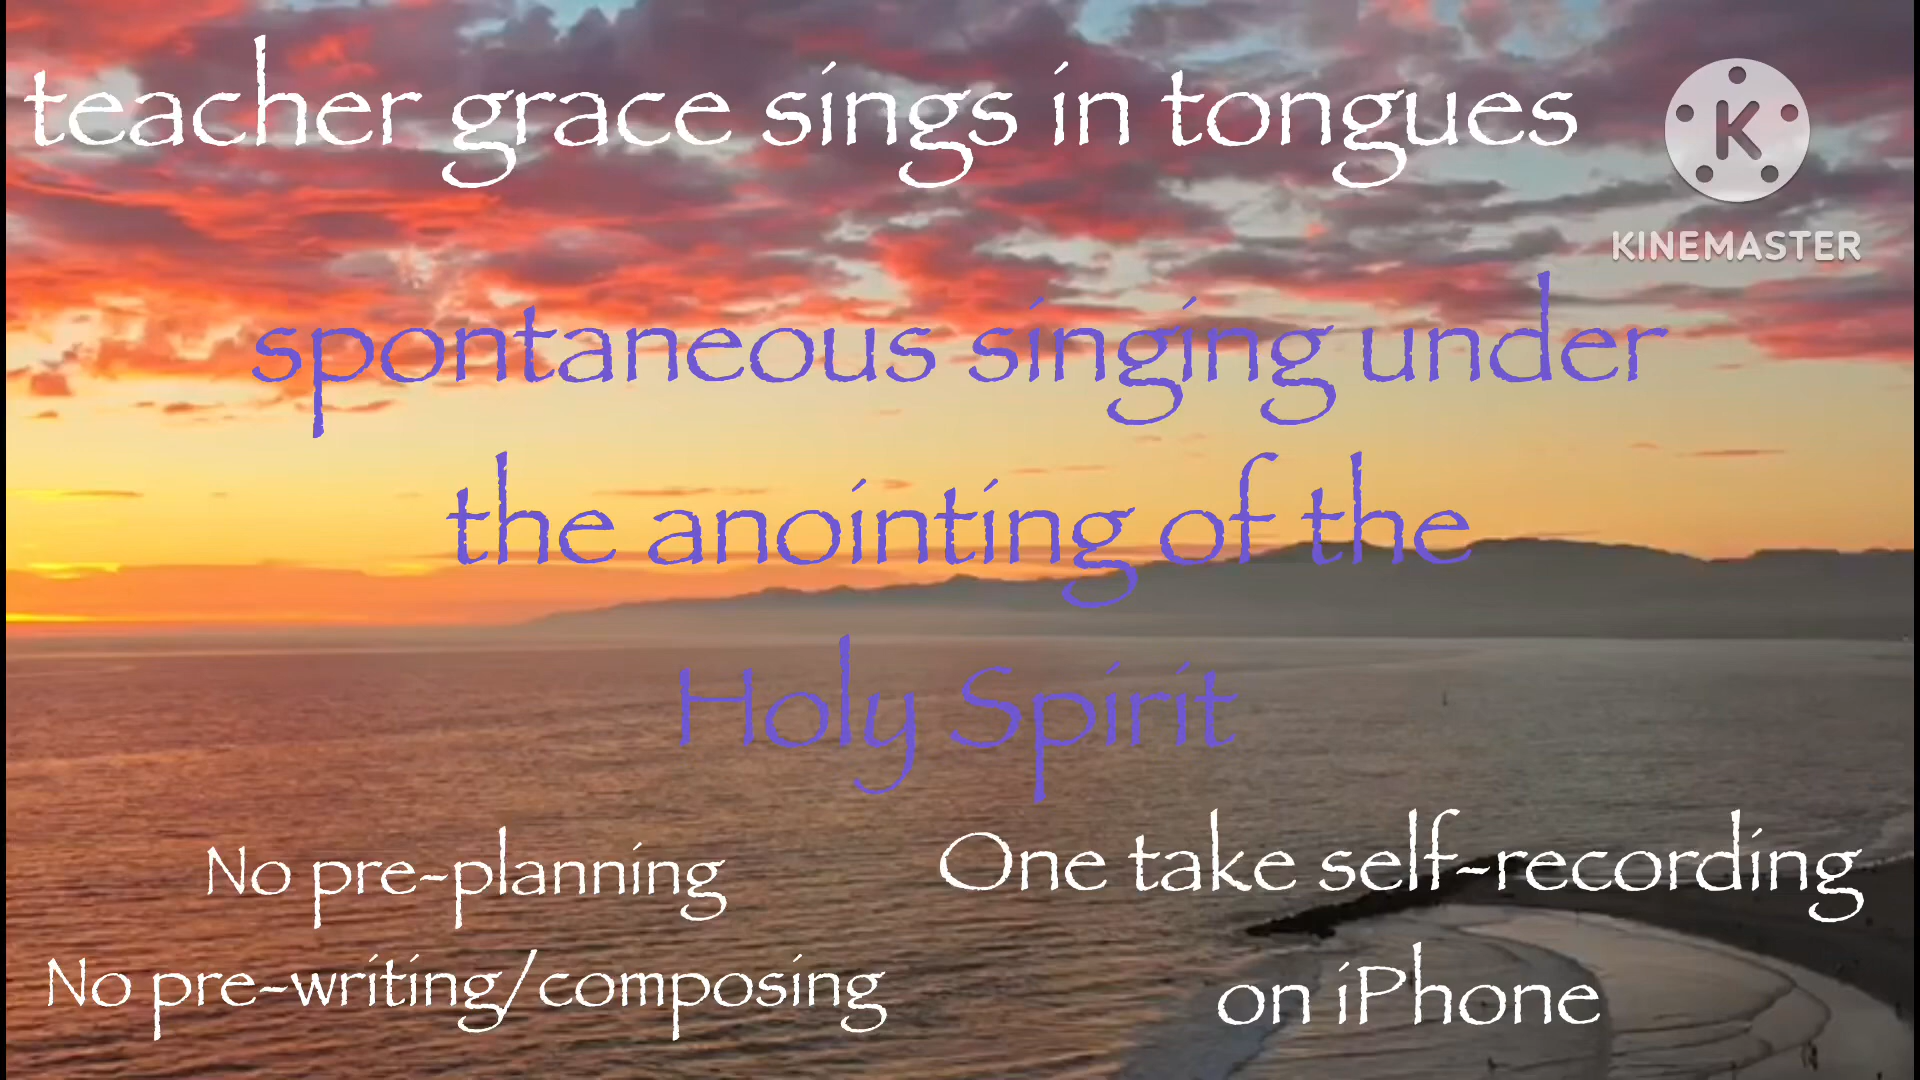 teacher grace sings in tongues
K
KINEMASTER
spontaneous singing under
the anointing of the
Holy Spirit
No pre-planning
No pre-writing/composing
One take self-recording
on iPhone